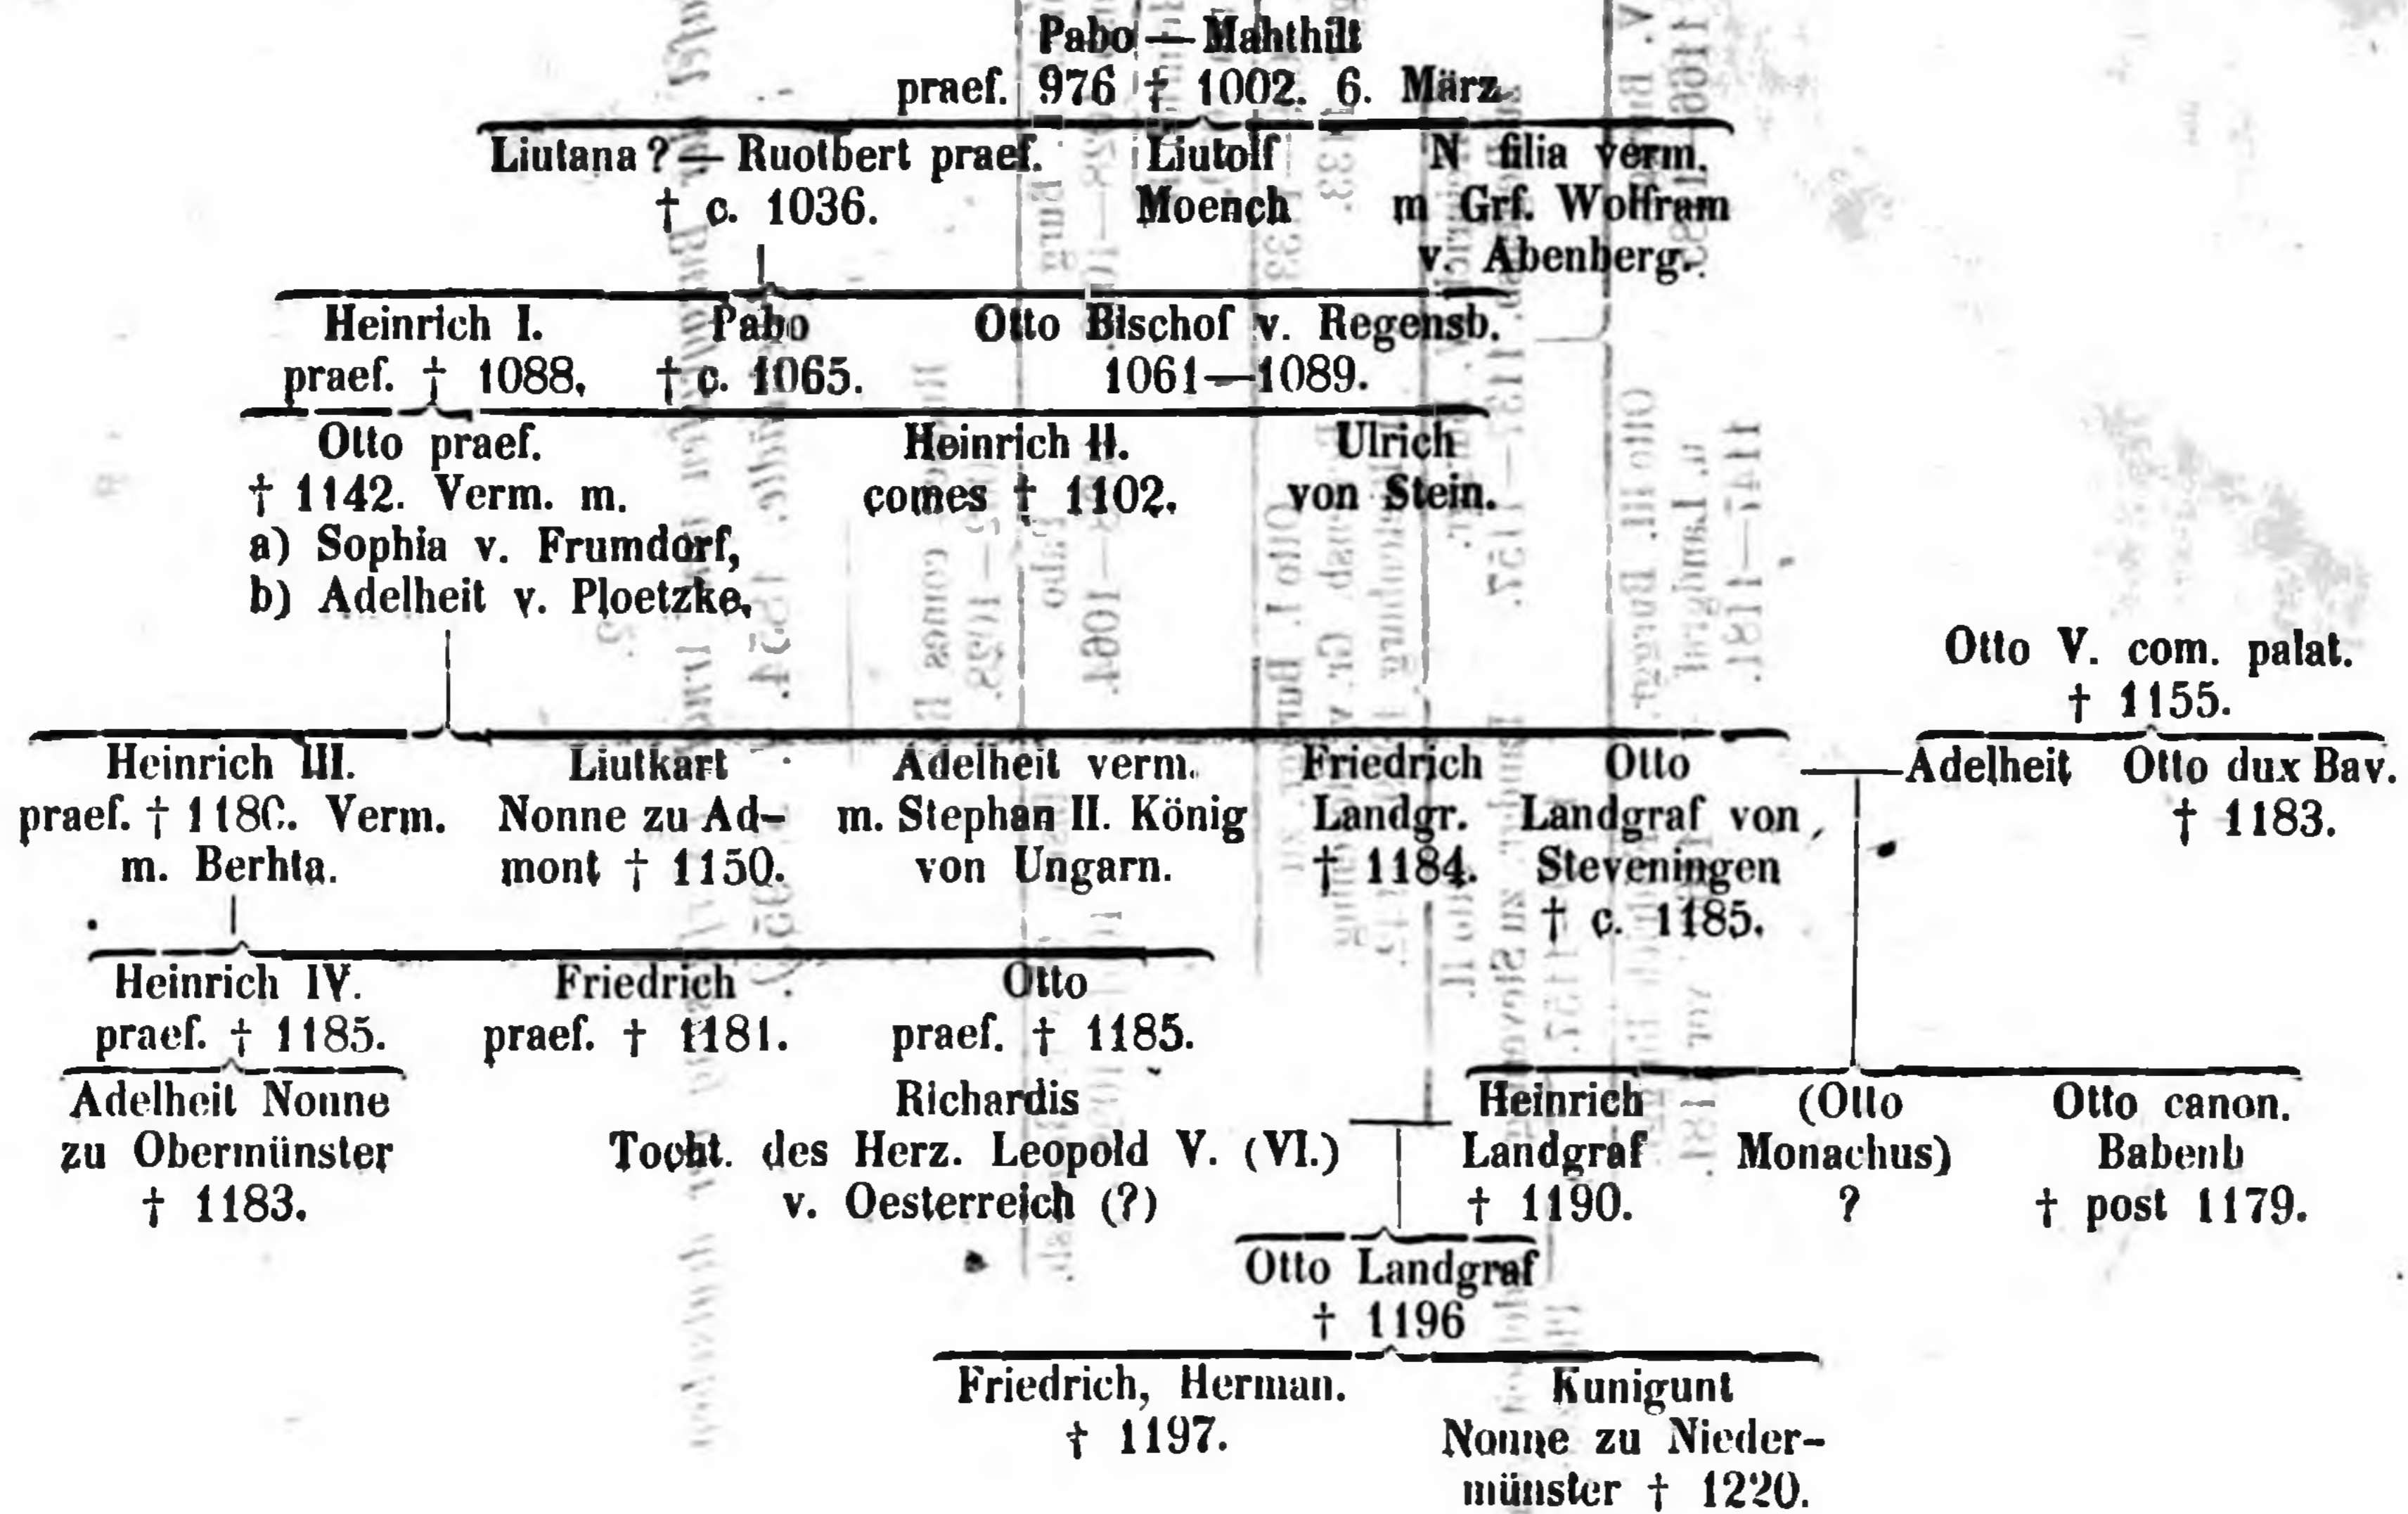 Pabo — Mahthilt
praef. 976 † 1002. 6. März
Liutana ? — Ruotbert praef.
† c. 1036.
Liutolf
Moench
N filia verm.
m Grf. Wolfram
v. Abenberg.
Heinrich I.
praef. † 1088,
Pabo
† c. 1065.
Otto Bischof v. Regensb.
1061—1089.
Otto praef.
† 1142. Verm. m.
a) Sophia v. Frumdorf,
b) Adelheit v. Ploetzke,
Heinrich II.
comes † 1102.
Ulrich
von Stein.
Otto V. com. palat.
† 1155.
Heinrich III.
praef. † 118 . Verm.
m. Berhta.
Liutkart
Nonne zu Ad-
mont † 1150.
Adelheit verm.
m. Stephan II. König
von Ungarn.
Friedrich
Landgr.
† 1184.
Otto
Landgraf von
Steveningen
† c. 1185.
— Adelheit
Otto dux Bav.
† 1183.
Heinrich IV.
praef. † 1185.
Friedrich
praef. † 1181.
Otto
praef. † 1185.
Adelheit Nonne
zu Obermünster
† 1183.
Richardis
Tocht. des Herz. Leopold V. (VI.)
v. Oesterreich (?)
Heinrich
Landgraf
† 1190.
(Otto
Monachus)
?
Otto canon.
Babenb
† post 1179.
Otto Landgraf
† 1196
Friedrich, Herman.
† 1197.
Kunigunt
Nonne zu Nieder-
münster † 1220.